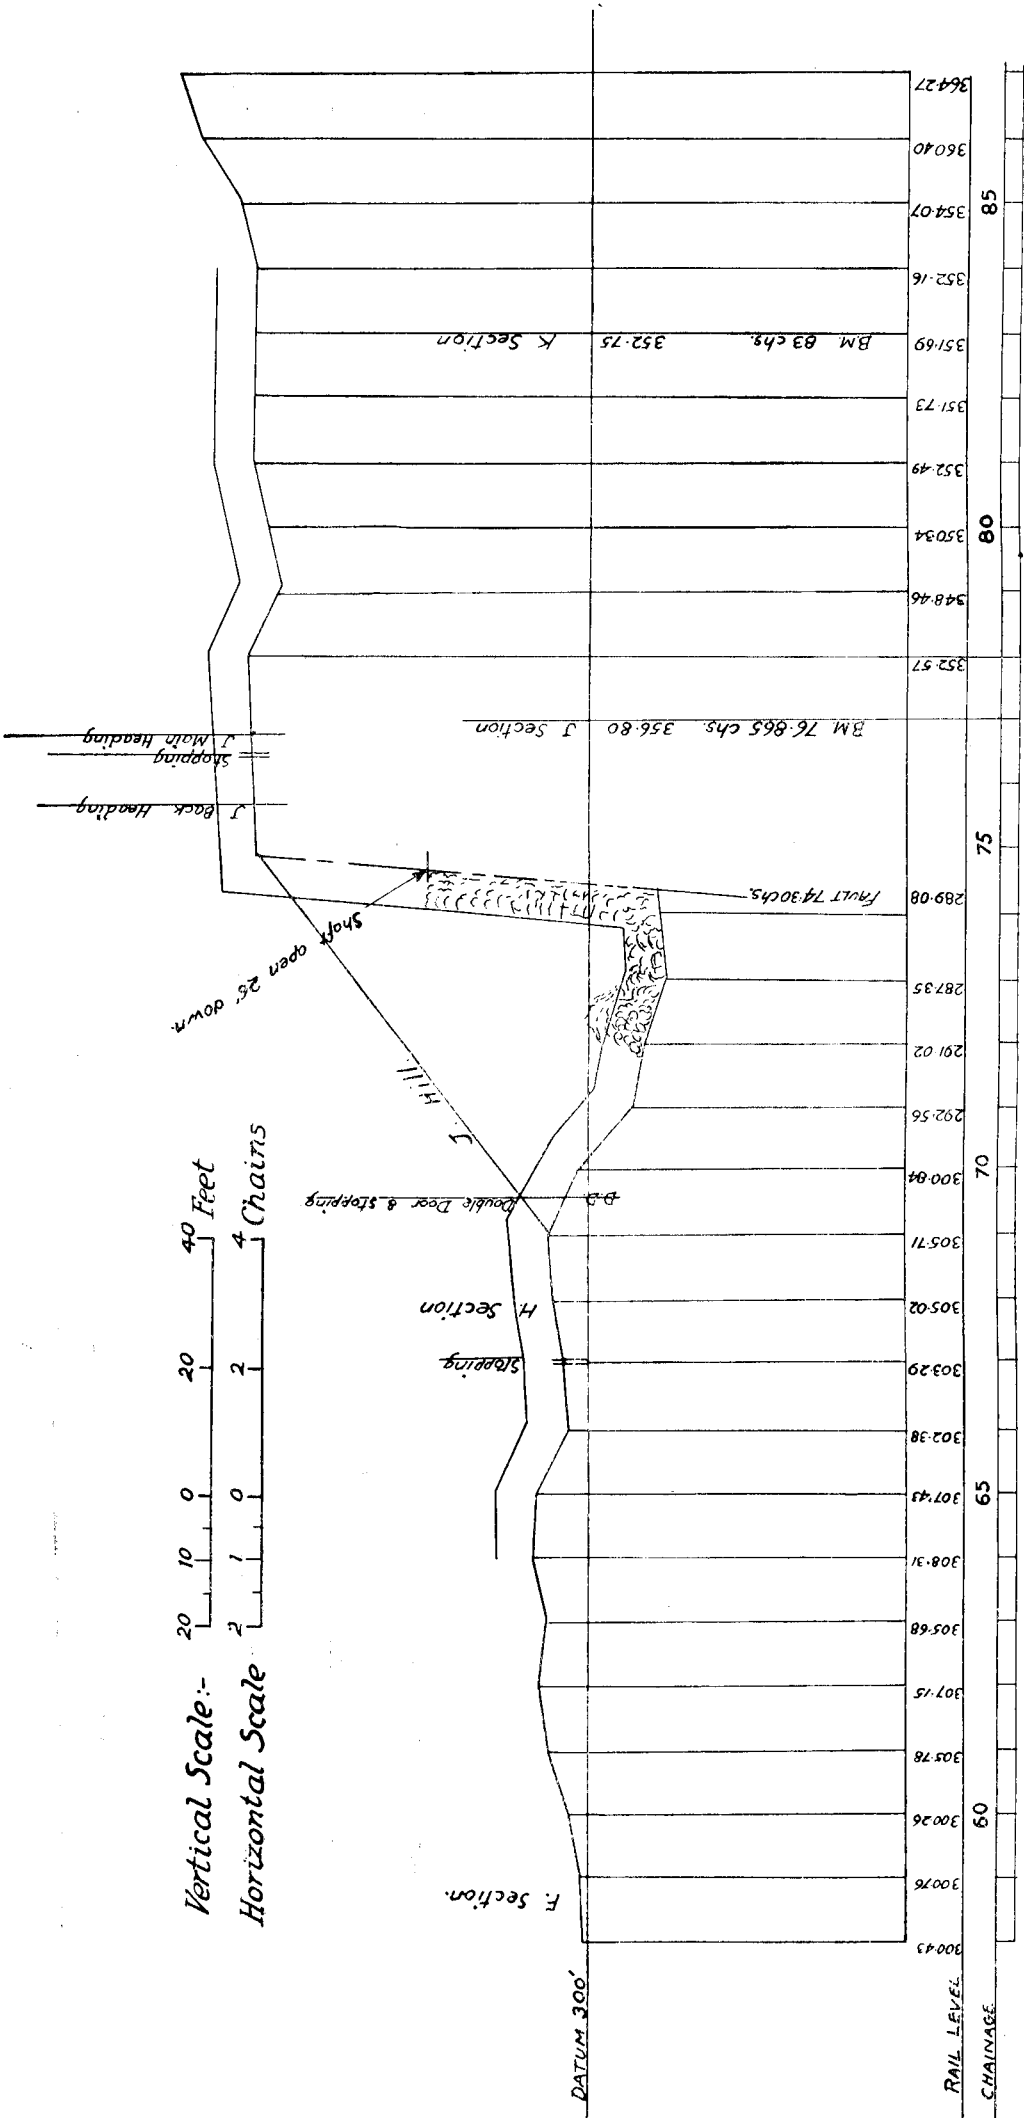 Vertical Scale:- 20 10 0 20 40 Feet
Horizontal Scale 2 1 0 2 4 Chains
J Back Heading
Stopping
J Main Heading
Shaft open 26' down.
J. Hill
Double Door & Stopping
D.D
H. Section
Stopping
F. Section.
FAULT 74·30 chs.
BM 76·865 chs. 356·80 J Section
BM 83 chs. 352·75 K Section
DATUM 300'
RAIL LEVEL 300·43 300·76 300·26 305·78 307·15 305·68 308·31 307·43 302·38 303·29 305·02 305·71 300·84 292·56 291·02 287·35 289·08 352·57 348·46 350·34 352·49 351·73 351·69 352·16 354·07 360·40 364·27
CHAINAGE 60 65 70 75 80 85